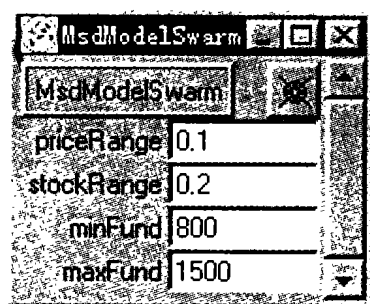 MsdModelSwarm
MsdModelSwarm
priceRange 0.1
stockRange 0.2
minFund 800
maxFund 1500